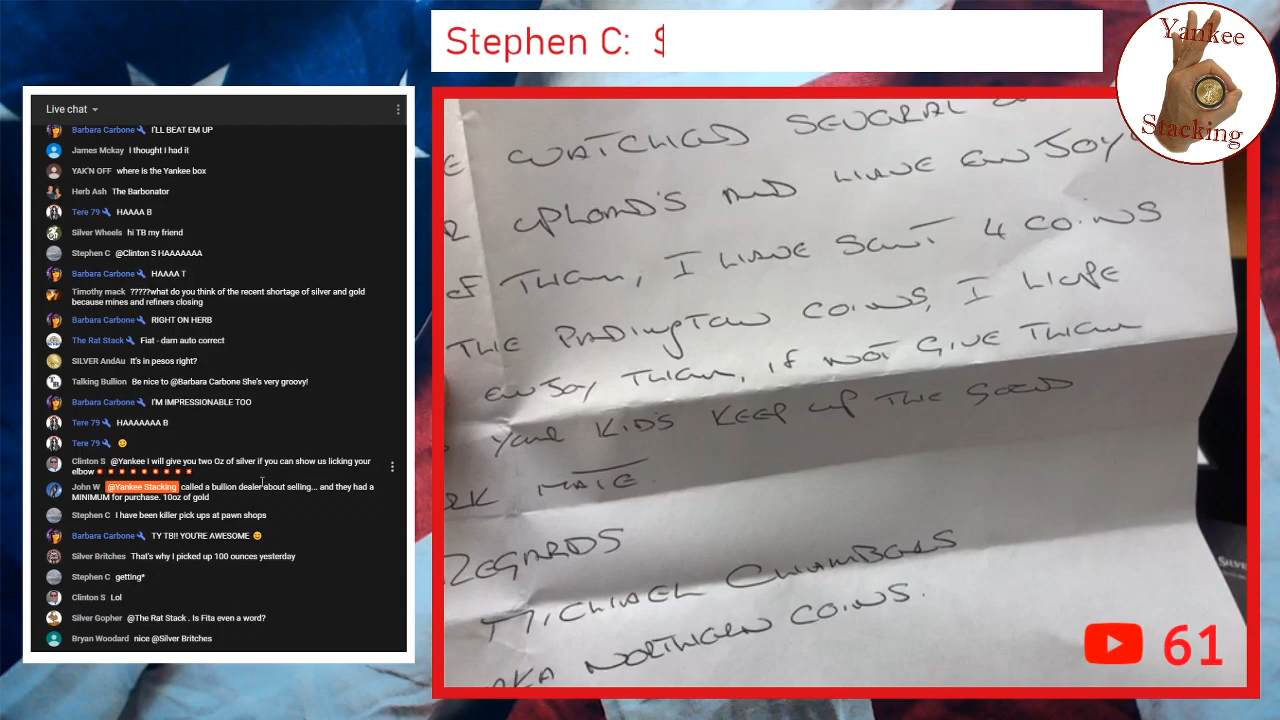 Stephen C: $
Yankee
Stacking
Live chat
Barbara Carbone I'LL BEAT EM UP
James Mckay I thought I had it
YAK'N OFF where is the Yankee box
Herb Ash The Barbonator
Tere 79 HAAAA B
Silver Wheels hi TB my friend
Stephen C @Clinton S HAAAAAAA
Barbara Carbone HAAAA T
Timothy mack ?????what do you think of the recent shortage of silver and gold
because mines and refiners closing
Barbara Carbone RIGHT ON HERB
The Rat Stack Fiat - dam auto correct
SILVER AndAu It's in pesos right?
Talking Bullion Be nice to @Barbara Carbone She's very groovy!
Barbara Carbone I'M IMPRESSIONABLE TOO
Tere 79 HAAAAAAA B
Tere 79
Clinton S @Yankee I will give you two Oz of silver if you can show us licking your
elbow
John W @Yankee Stacking called a bullion dealer about selling... and they had a
MINIMUM for purchase. 10oz of gold
Stephen C I have been killer pick ups at pawn shops
Barbara Carbone TY TB!! YOU'RE AWESOME
Silver Britches That's why I picked up 100 ounces yesterday
Stephen C getting*
Clinton S Lol
Silver Gopher @The Rat Stack . Is Fita even a word?
Bryan Woodard nice @Silver Britches
E WATCHED SEVERAL
R UPLOAD'S AND HAVE ENJOY
OF THEM, I HAVE SENT 4 COINS
THE PADINGTON COINS, I HOPE
ENJOY THEM, IF NOT GIVE THEM
YOUR KIDS KEEP UP THE GOOD
RK MATE.
REGARDS
MICHAEL CHAMBERS
AKA NORTHERN COINS.
SILVER
61